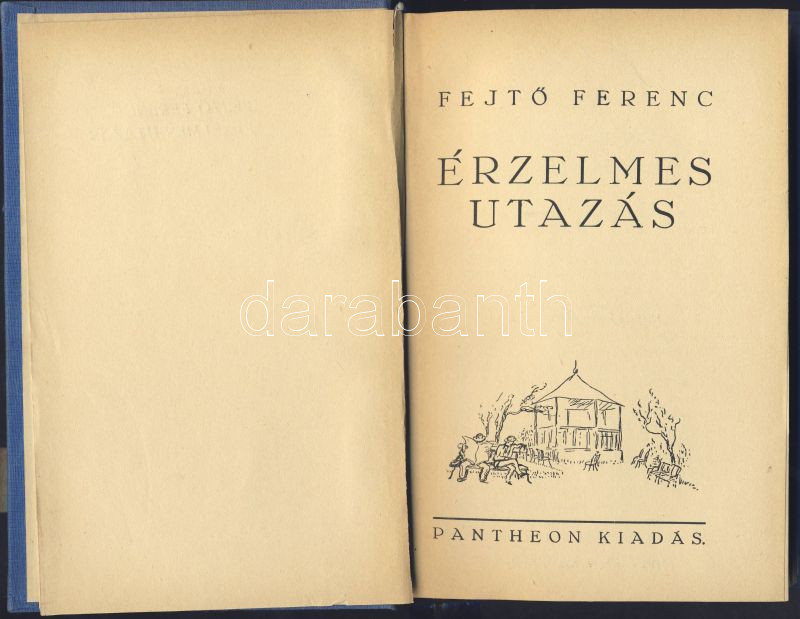 FEJTŐ FERENC
ÉRZELMES
UTAZÁS
darabanth
PANTHEON KIADÁS.